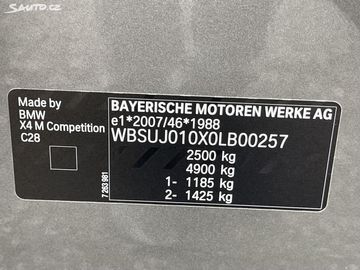 Sauto.cz
Made by
BMW
X4 M Competition
C28
7 263 981
BAYERISCHE MOTOREN WERKE AG
e1*2007/46*1988
WBSUJ010X0LB00257
2500 kg
4900 kg
1- 1185 kg
2- 1425 kg